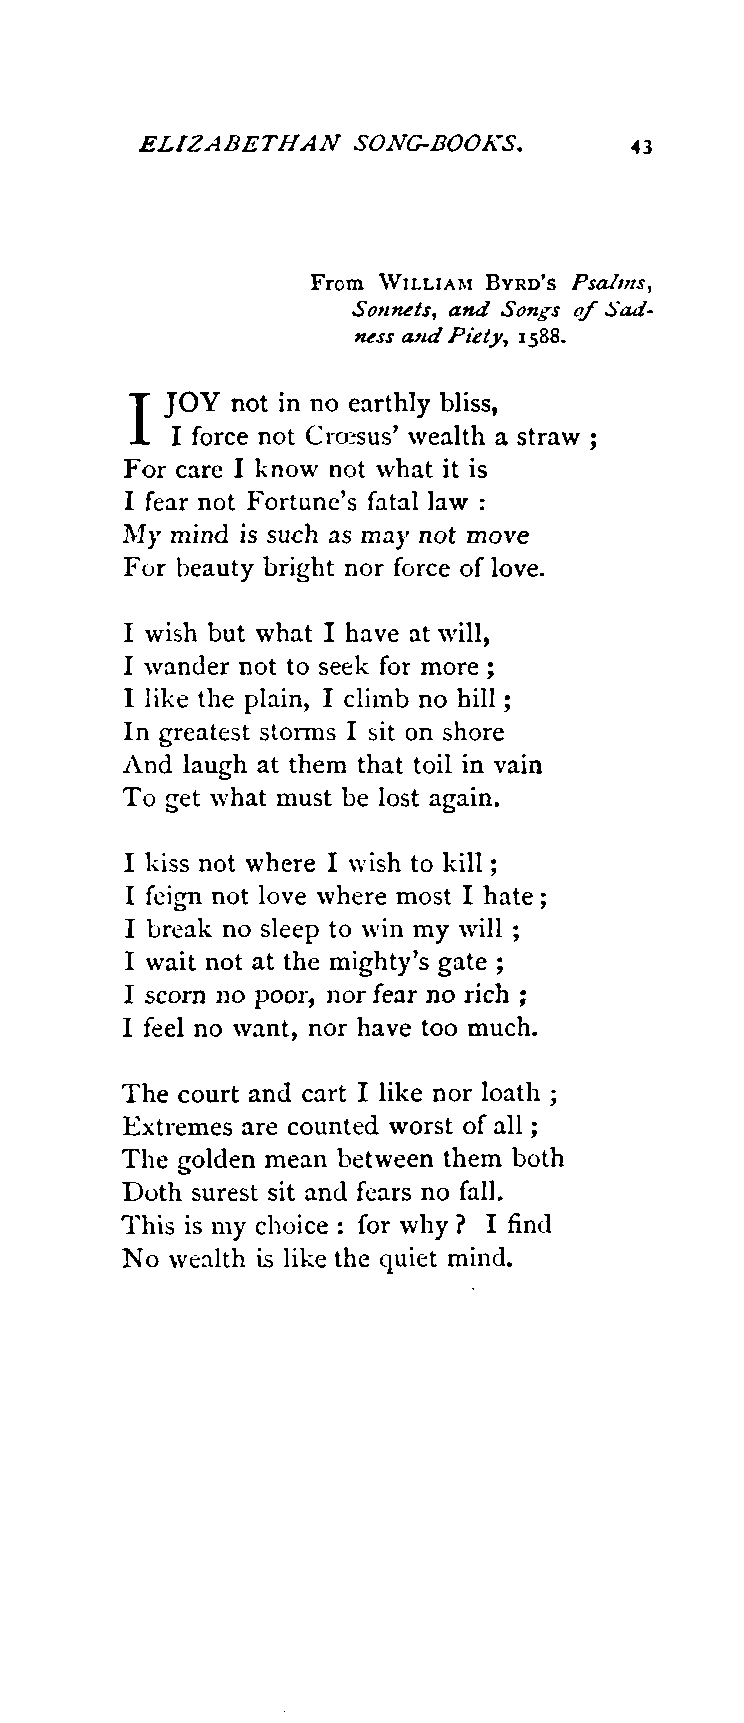 ELIZABETHAN SONG-BOOKS. 43
From WILLIAM BYRD'S Psalms,
Sonnets, and Songs of Sad-
ness and Piety, 1588.
I JOY not in no earthly bliss,
I force not Crœsus' wealth a straw ;
For care I know not what it is
I fear not Fortune's fatal law :
My mind is such as may not move
For beauty bright nor force of love.
I wish but what I have at will,
I wander not to seek for more ;
I like the plain, I climb no hill ;
In greatest storms I sit on shore
And laugh at them that toil in vain
To get what must be lost again.
I kiss not where I wish to kill ;
I feign not love where most I hate ;
I break no sleep to win my will ;
I wait not at the mighty's gate ;
I scorn no poor, nor fear no rich ;
I feel no want, nor have too much.
The court and cart I like nor loath ;
Extremes are counted worst of all ;
The golden mean between them both
Doth surest sit and fears no fall.
This is my choice : for why ? I find
No wealth is like the quiet mind.